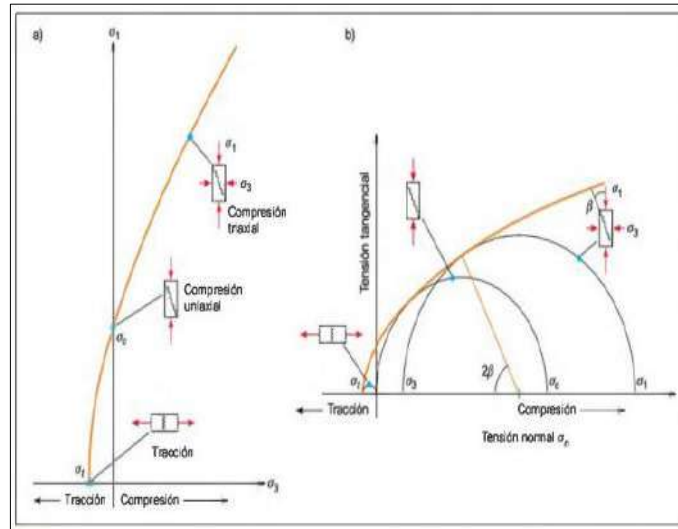 a)
σ₁
σ₁
σ₃
Compresión
triaxial
Compresión
uniaxial
σc
Tracción
σt
Tracción
Compresión
σ₃
b)
Tensión tangencial
β
σ₁
σ₃
2β
σt
σ₃
σc
σ₁
Tracción
Compresión
Tensión normal σn